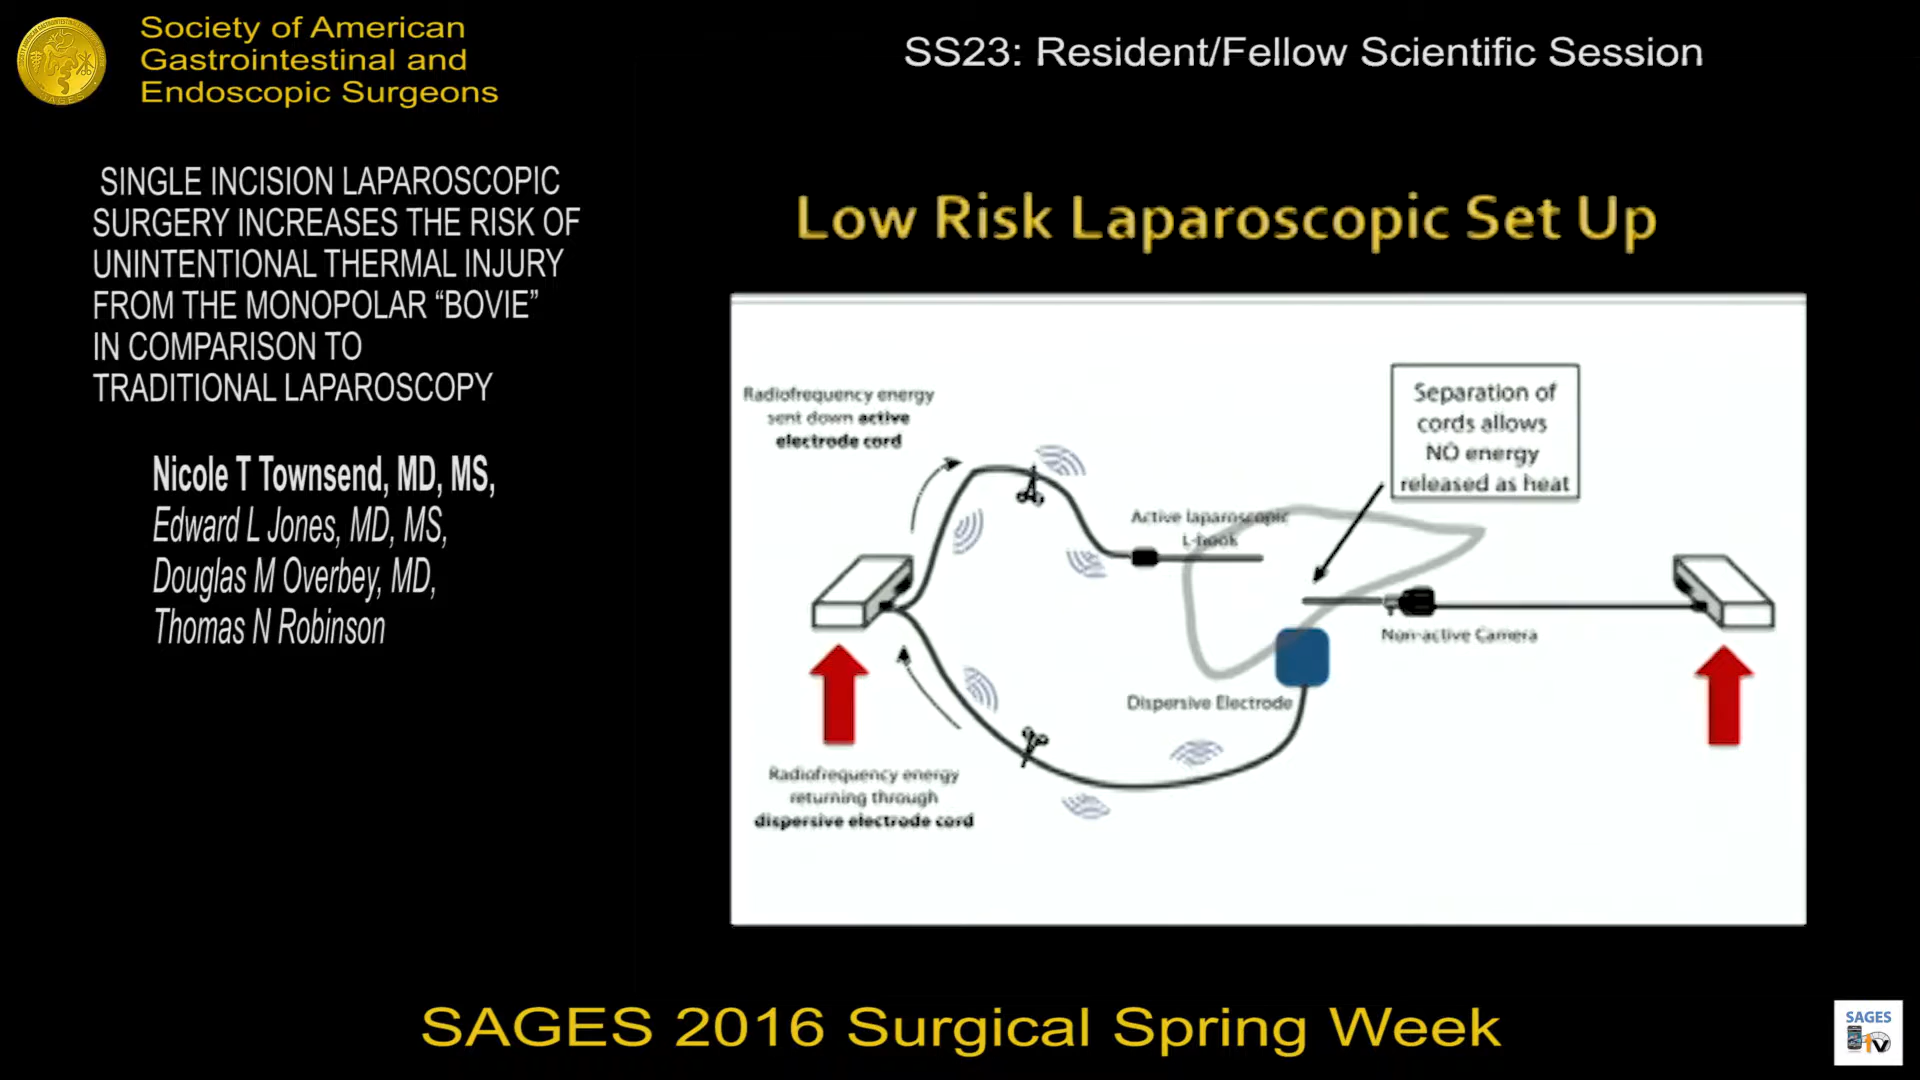 Society of American
Gastrointestinal and
Endoscopic Surgeons
SS23: Resident/Fellow Scientific Session
SINGLE INCISION LAPAROSCOPIC
SURGERY INCREASES THE RISK OF
UNINTENTIONAL THERMAL INJURY
FROM THE MONOPOLAR “BOVIE”
IN COMPARISON TO
TRADITIONAL LAPAROSCOPY
Nicole T Townsend, MD, MS,
Edward L Jones, MD, MS,
Douglas M Overbey, MD,
Thomas N Robinson
Low Risk Laparoscopic Set Up
Radiofrequency energy
sent down active
electrode cord
Separation of
cords allows
NO energy
released as heat
Active laparoscopic
L-hook
Non-active Camera
Dispersive Electrode
Radiofrequency energy
returning through
dispersive electrode cord
SAGES 2016 Surgical Spring Week
SAGES
TV